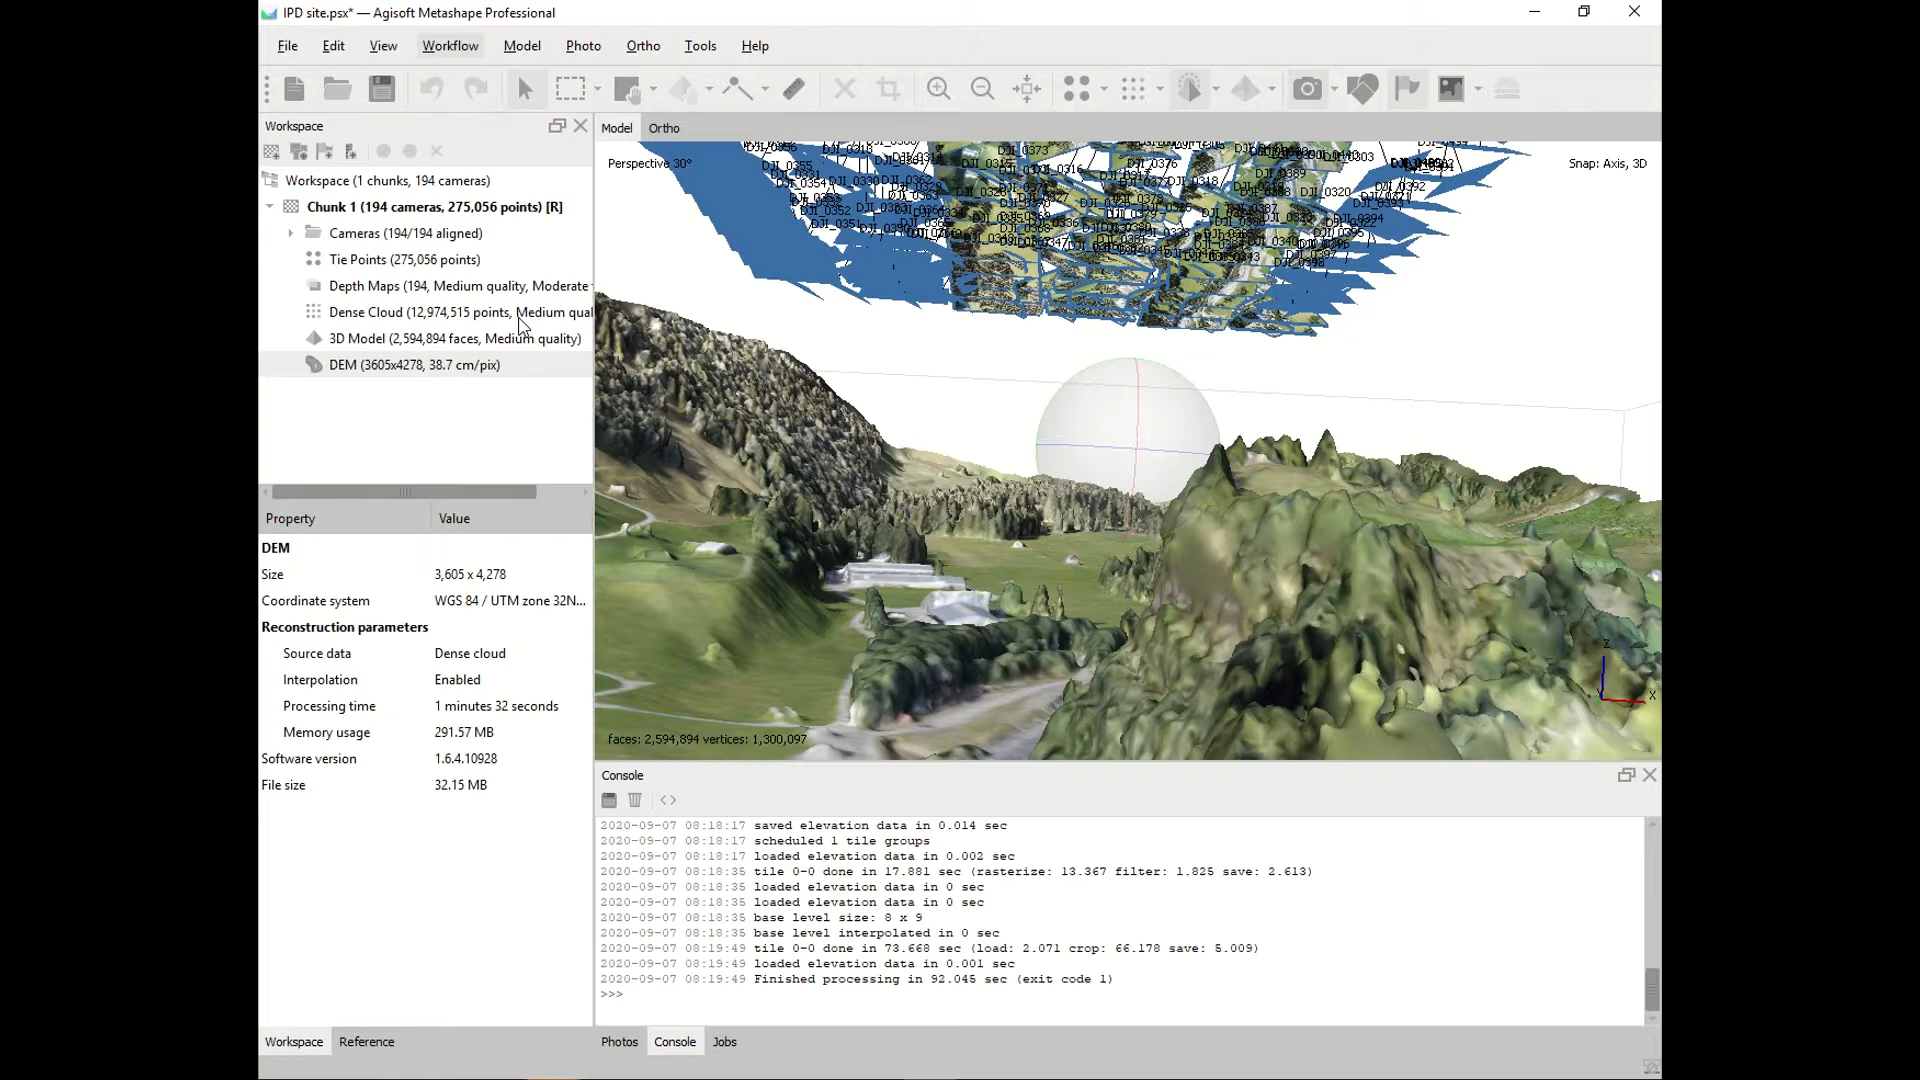 IPD site.psx* — Agisoft Metashape Professional
File Edit View Workflow Model Photo Ortho Tools Help
Workspace
Workspace (1 chunks, 194 cameras)
Chunk 1 (194 cameras, 275,056 points) [R]
Cameras (194/194 aligned)
Tie Points (275,056 points)
Depth Maps (194, Medium quality, Moderate
Dense Cloud (12,974,515 points, Medium qual
3D Model (2,594,894 faces, Medium quality)
DEM (3605x4278, 38.7 cm/pix)
Property Value
DEM
Size 3,605 x 4,278
Coordinate system WGS 84 / UTM zone 32N...
Reconstruction parameters
Source data Dense cloud
Interpolation Enabled
Processing time 1 minutes 32 seconds
Memory usage 291.57 MB
Software version 1.6.4.10928
File size 32.15 MB
Workspace Reference
Model Ortho
Perspective 30°
Snap: Axis, 3D
DJI_0373
DJI_0355
DJI_0354
DJI_0330
DJI_0376
DJI_0318
DJI_0389
DJI_0320
DJI_0392
DJI_0352
DJI_0351
DJI_0394
DJI_0398
Z
X
faces: 2,594,894 vertices: 1,300,097
Console
2020-09-07 08:18:17 saved elevation data in 0.014 sec
2020-09-07 08:18:17 scheduled 1 tile groups
2020-09-07 08:18:17 loaded elevation data in 0.002 sec
2020-09-07 08:18:35 tile 0-0 done in 17.881 sec (rasterize: 13.367 filter: 1.825 save: 2.613)
2020-09-07 08:18:35 loaded elevation data in 0 sec
2020-09-07 08:18:35 loaded elevation data in 0 sec
2020-09-07 08:18:35 base level size: 8 x 9
2020-09-07 08:18:35 base level interpolated in 0 sec
2020-09-07 08:19:49 tile 0-0 done in 73.668 sec (load: 2.071 crop: 66.178 save: 5.009)
2020-09-07 08:19:49 loaded elevation data in 0.001 sec
2020-09-07 08:19:49 Finished processing in 92.045 sec (exit code 1)
>>>
Photos Console Jobs